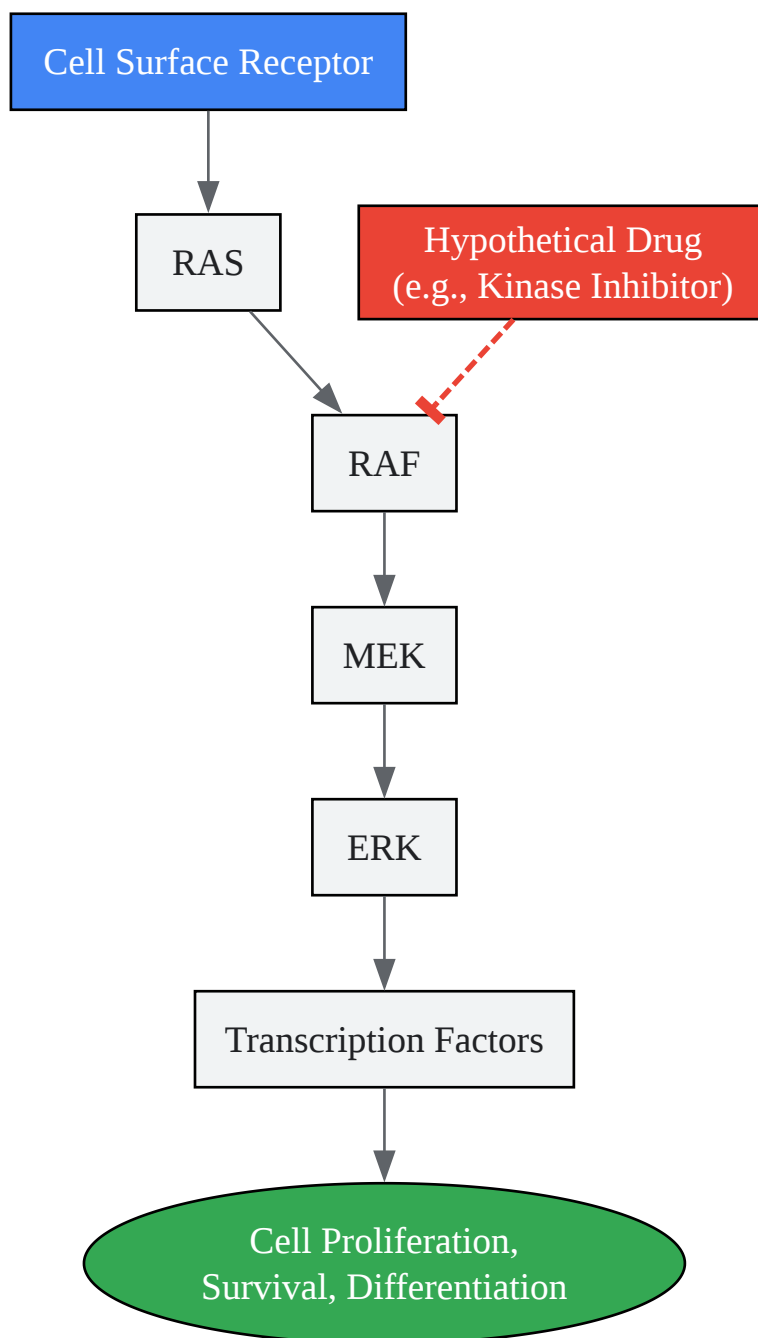 Cell Surface Receptor
RAS
Hypothetical Drug
(e.g., Kinase Inhibitor)
RAF
MEK
ERK
Transcription Factors
Cell Proliferation,
Survival, Differentiation